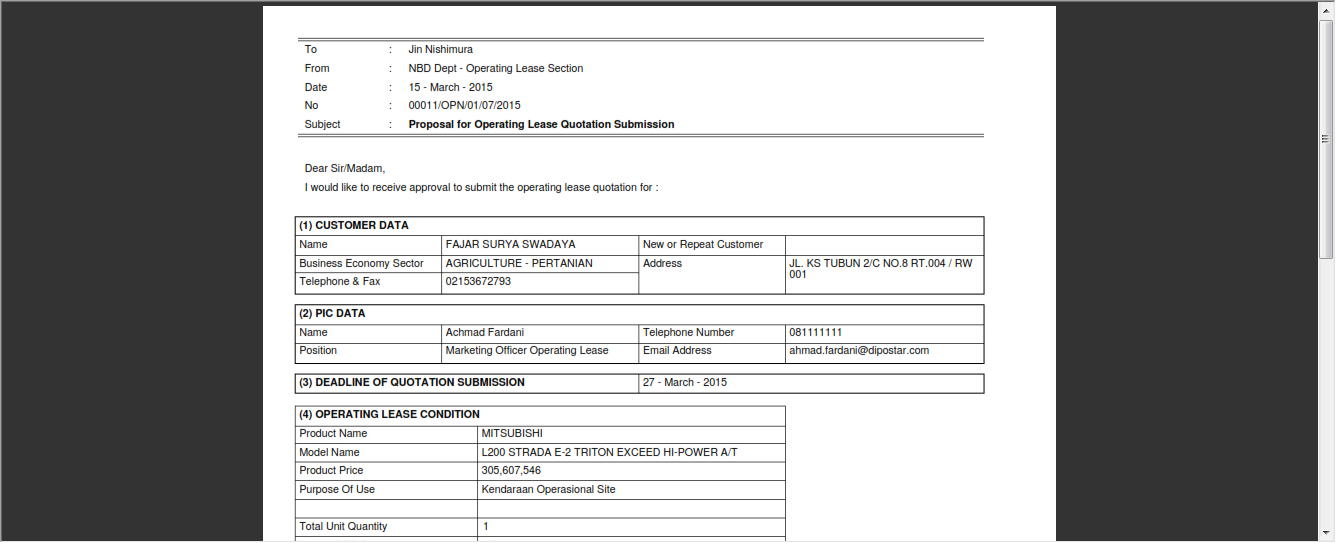 To : Jin Nishimura
From : NBD Dept - Operating Lease Section
Date : 15 - March - 2015
No : 00011/OPN/01/07/2015
Subject : Proposal for Operating Lease Quotation Submission
Dear Sir/Madam,
I would like to receive approval to submit the operating lease quotation for :
(1) CUSTOMER DATA
Name FAJAR SURYA SWADAYA New or Repeat Customer
Business Economy Sector AGRICULTURE - PERTANIAN Address JL. KS TUBUN 2/C NO.8 RT.004 / RW
001
Telephone & Fax 02153672793
(2) PIC DATA
Name Achmad Fardani Telephone Number 081111111
Position Marketing Officer Operating Lease Email Address ahmad.fardani@dipostar.com
(3) DEADLINE OF QUOTATION SUBMISSION 27 - March - 2015
(4) OPERATING LEASE CONDITION
Product Name MITSUBISHI
Model Name L200 STRADA E-2 TRITON EXCEED HI-POWER A/T
Product Price 305,607,546
Purpose Of Use Kendaraan Operasional Site
Total Unit Quantity 1